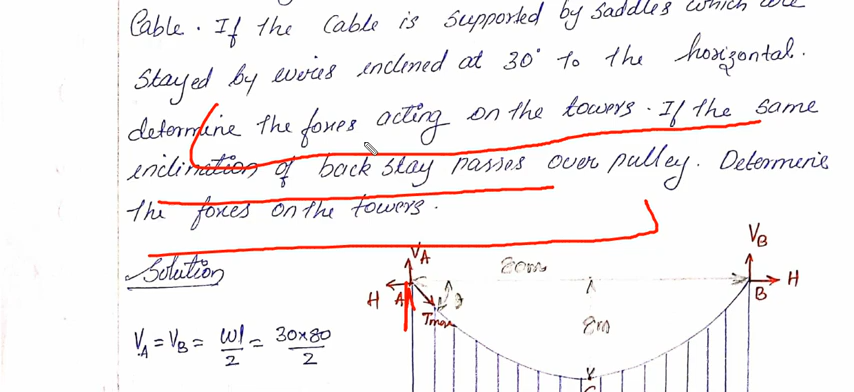 Cable. If the cable is supported by saddles which are
stayed by wires inclined at 30° to the horizontal.
determine the forces acting on the towers. If the same
inclination of back stay passes over pulley. Determine
the forces on the towers.
Solution
VA
80m
VB
H
A
B
H
Tmax
8m
C
VA = VB = wl/2 = 30x80/2